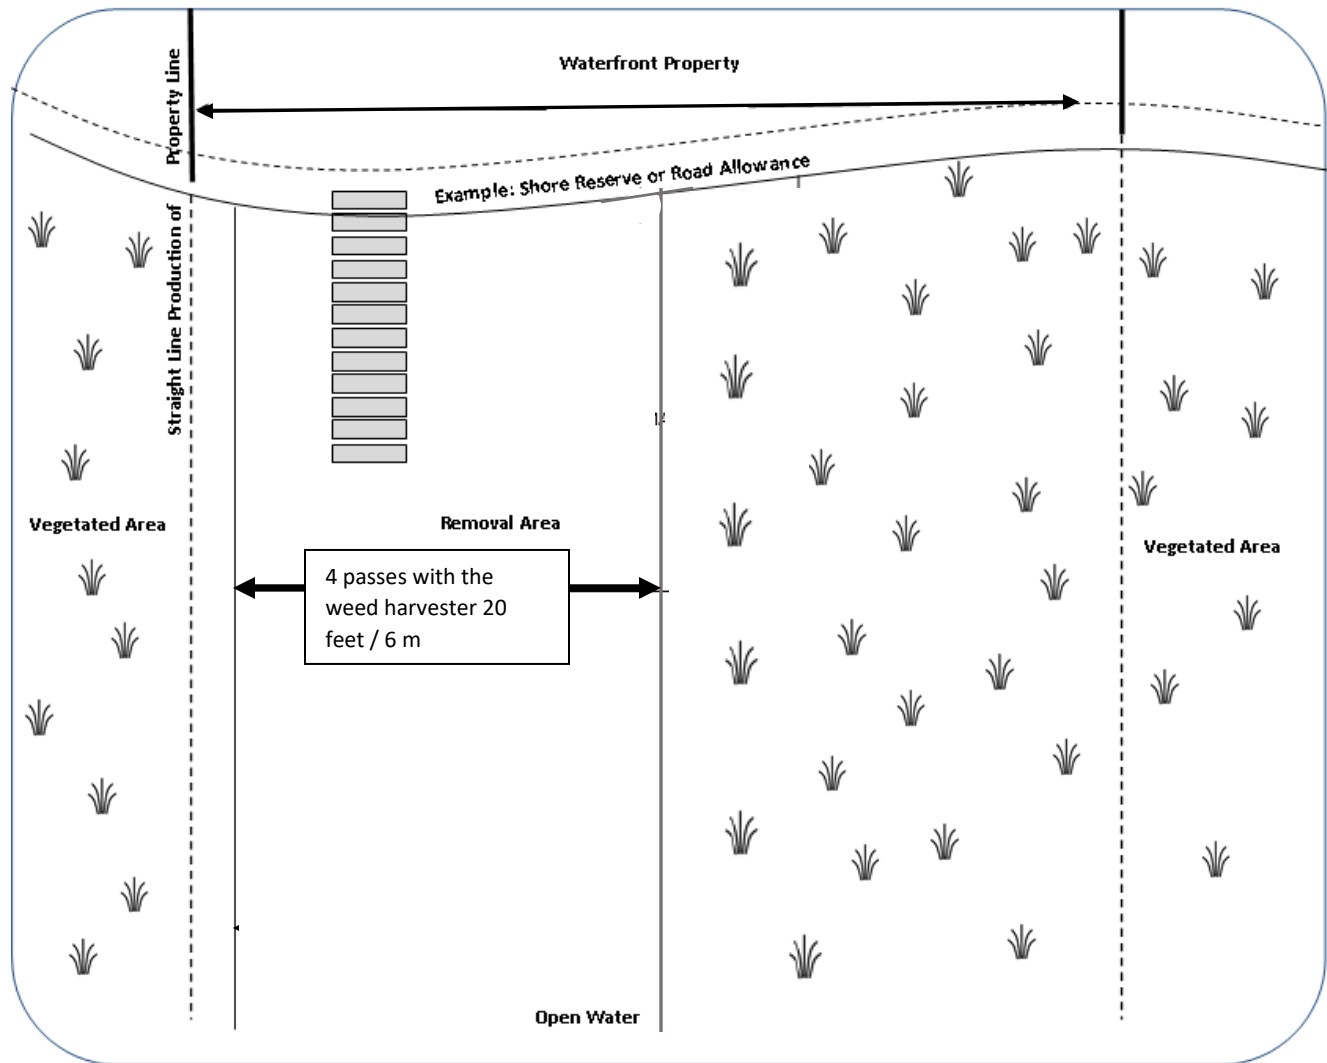 Waterfront Property
Property Line
Example: Shore Reserve or Road Allowance
Straight Line Production of
Vegetated Area
Removal Area
Vegetated Area
4 passes with the
weed harvester 20
feet / 6 m
Open Water